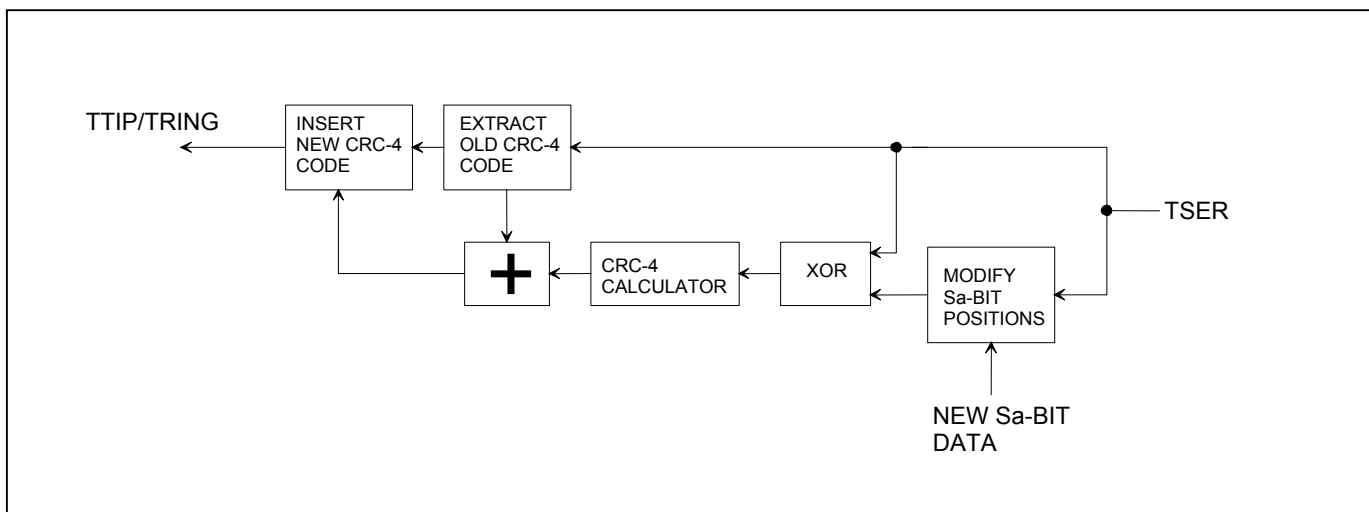 TTIP/TRING
INSERT
NEW CRC-4
CODE
EXTRACT
OLD CRC-4
CODE
TSER
+
CRC-4
CALCULATOR
XOR
MODIFY
Sa-BIT
POSITIONS
NEW Sa-BIT
DATA